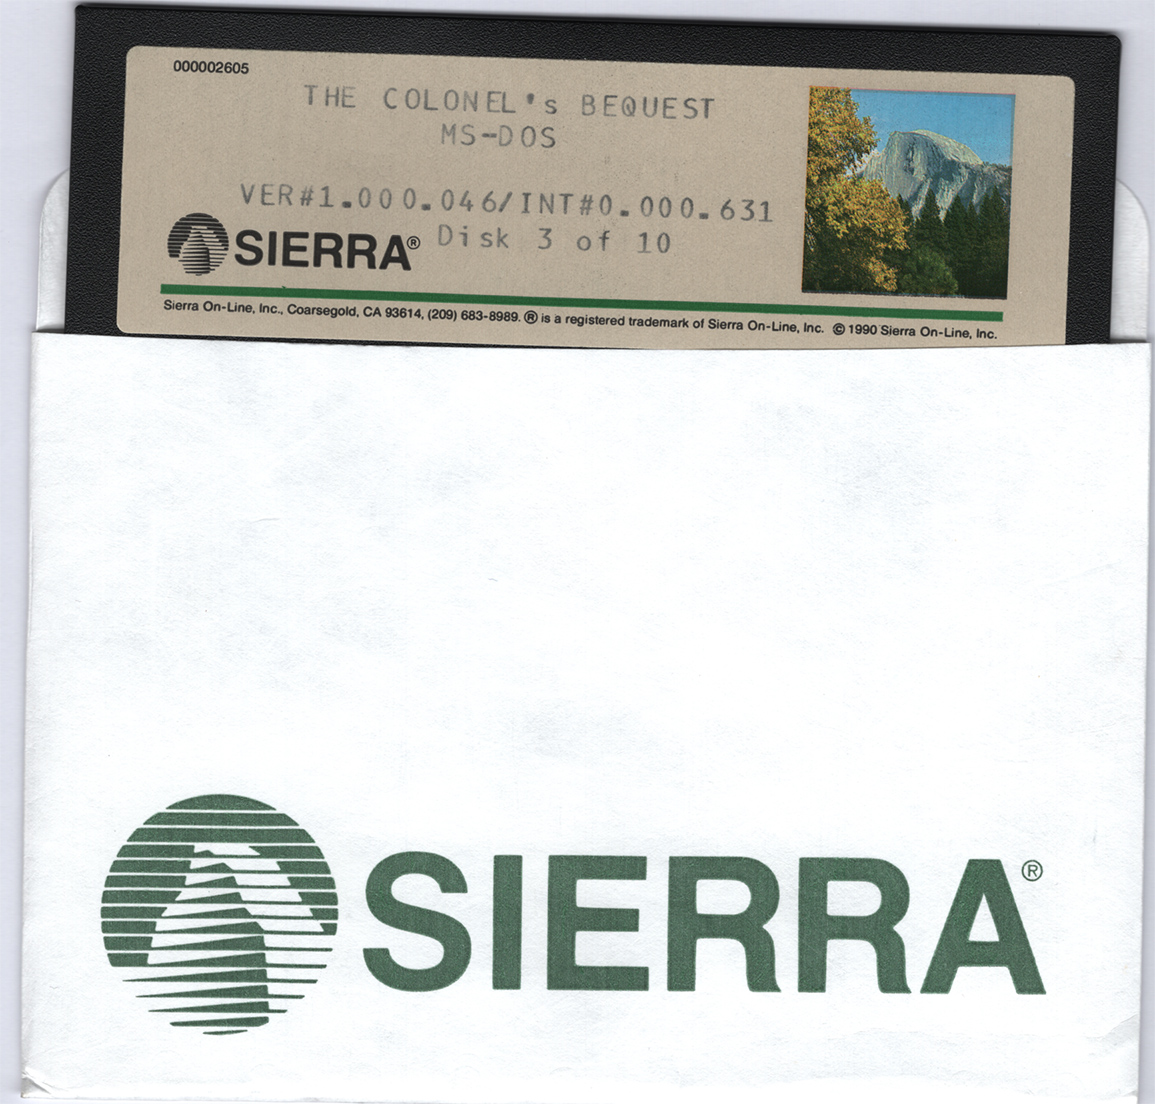 000002605
THE COLONEL's BEQUEST
MS-DOS
VER#1.000.046/INT#0.000.631
SIERRA® Disk 3 of 10
Sierra On-Line, Inc., Coarsegold, CA 93614, (209) 683-8989. ® is a registered trademark of Sierra On-Line, Inc. © 1990 Sierra On-Line, Inc.
SIERRA®